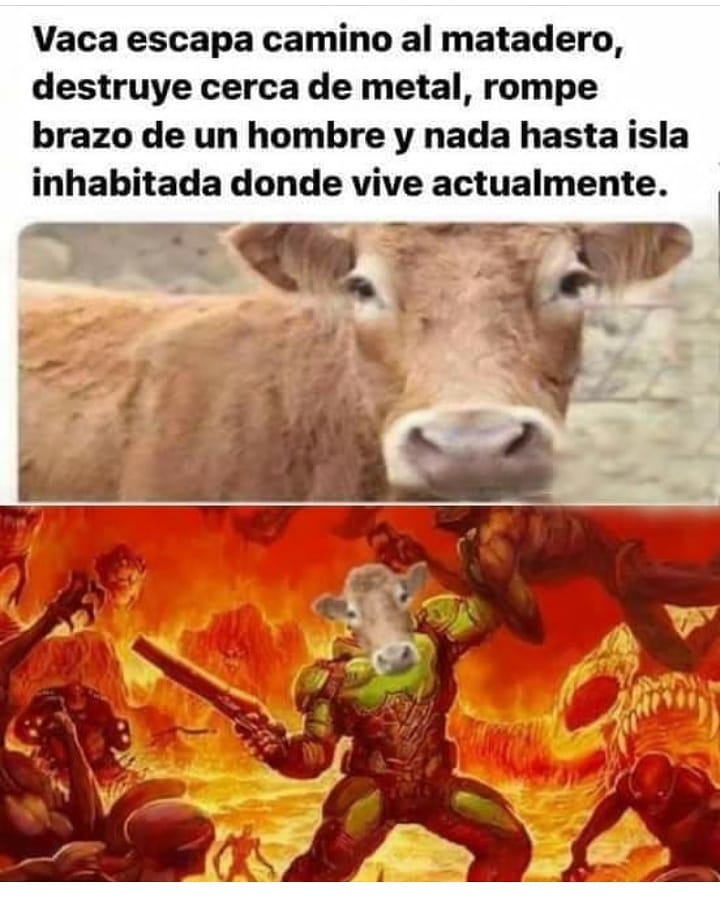 Vaca escapa camino al matadero,
destruye cerca de metal, rompe
brazo de un hombre y nada hasta isla
inhabitada donde vive actualmente.